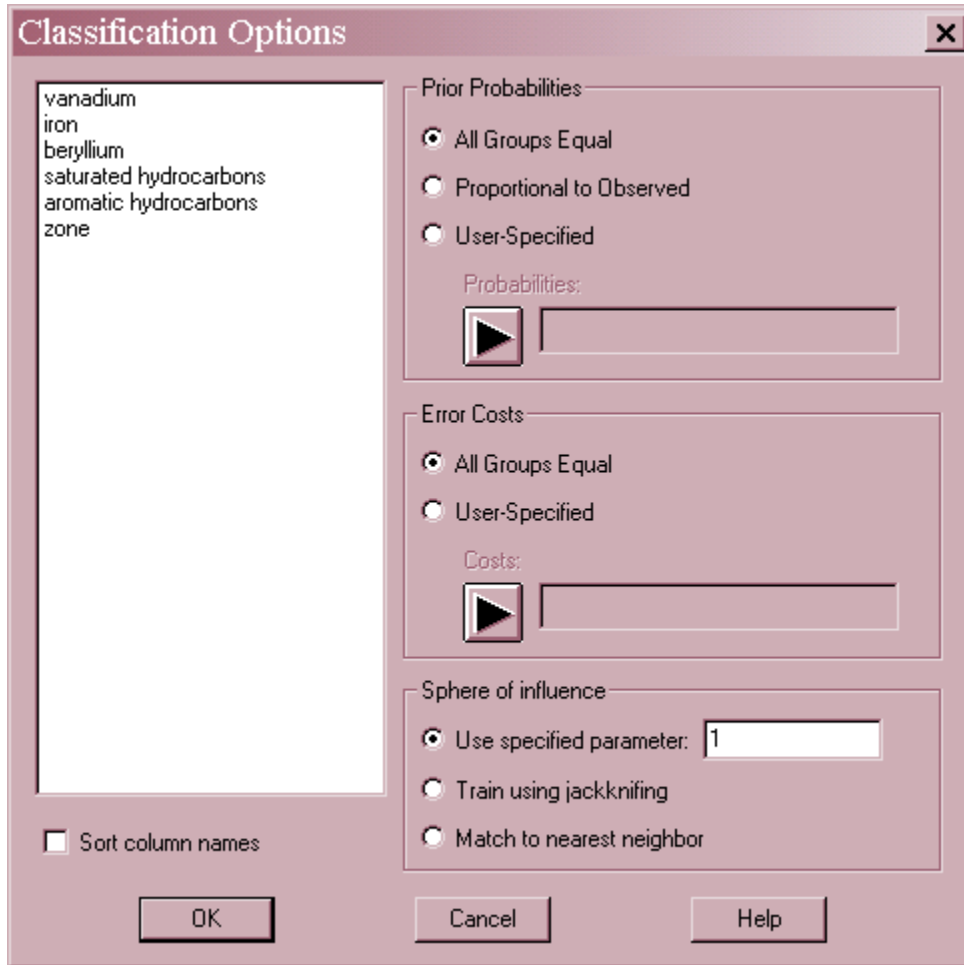 Classification Options
vanadium
iron
beryllium
saturated hydrocarbons
aromatic hydrocarbons
zone
Sort column names
Prior Probabilities
All Groups Equal
Proportional to Observed
User-Specified
Probabilities:
Error Costs
All Groups Equal
User-Specified
Costs:
Sphere of influence
Use specified parameter: 1
Train using jackknifing
Match to nearest neighbor
OK Cancel Help